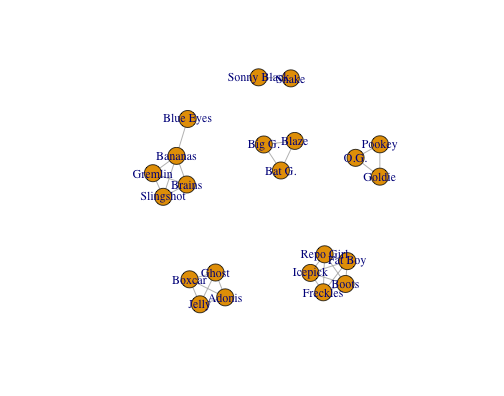 Sonny Black
Snake
Blue Eyes
Big G.
Blaze
Pookey
Bananas
O.G.
Bat G.
Gremlin
Goldie
Brains
Slingshot
Repo Girl
Fat Boy
Ghost
Icepick
Boxcar
Boots
Freckles
Adonis
Jelly